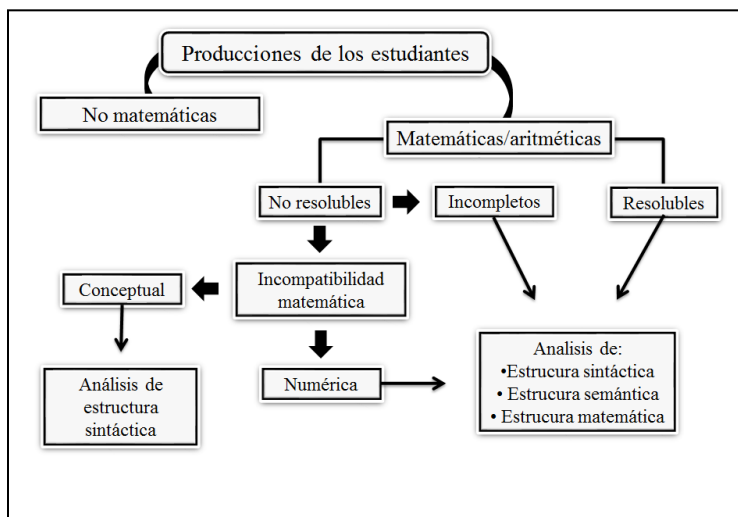 Producciones de los estudiantes
No matemáticas
Matemáticas/aritméticas
No resolubles
Incompletos
Resolubles
Conceptual
Incompatibilidad
matemática
Análisis de
estructura
sintáctica
Numérica
Analisis de:
•Estrucura sintáctica
• Estrucura semántica
• Estrucura matemática